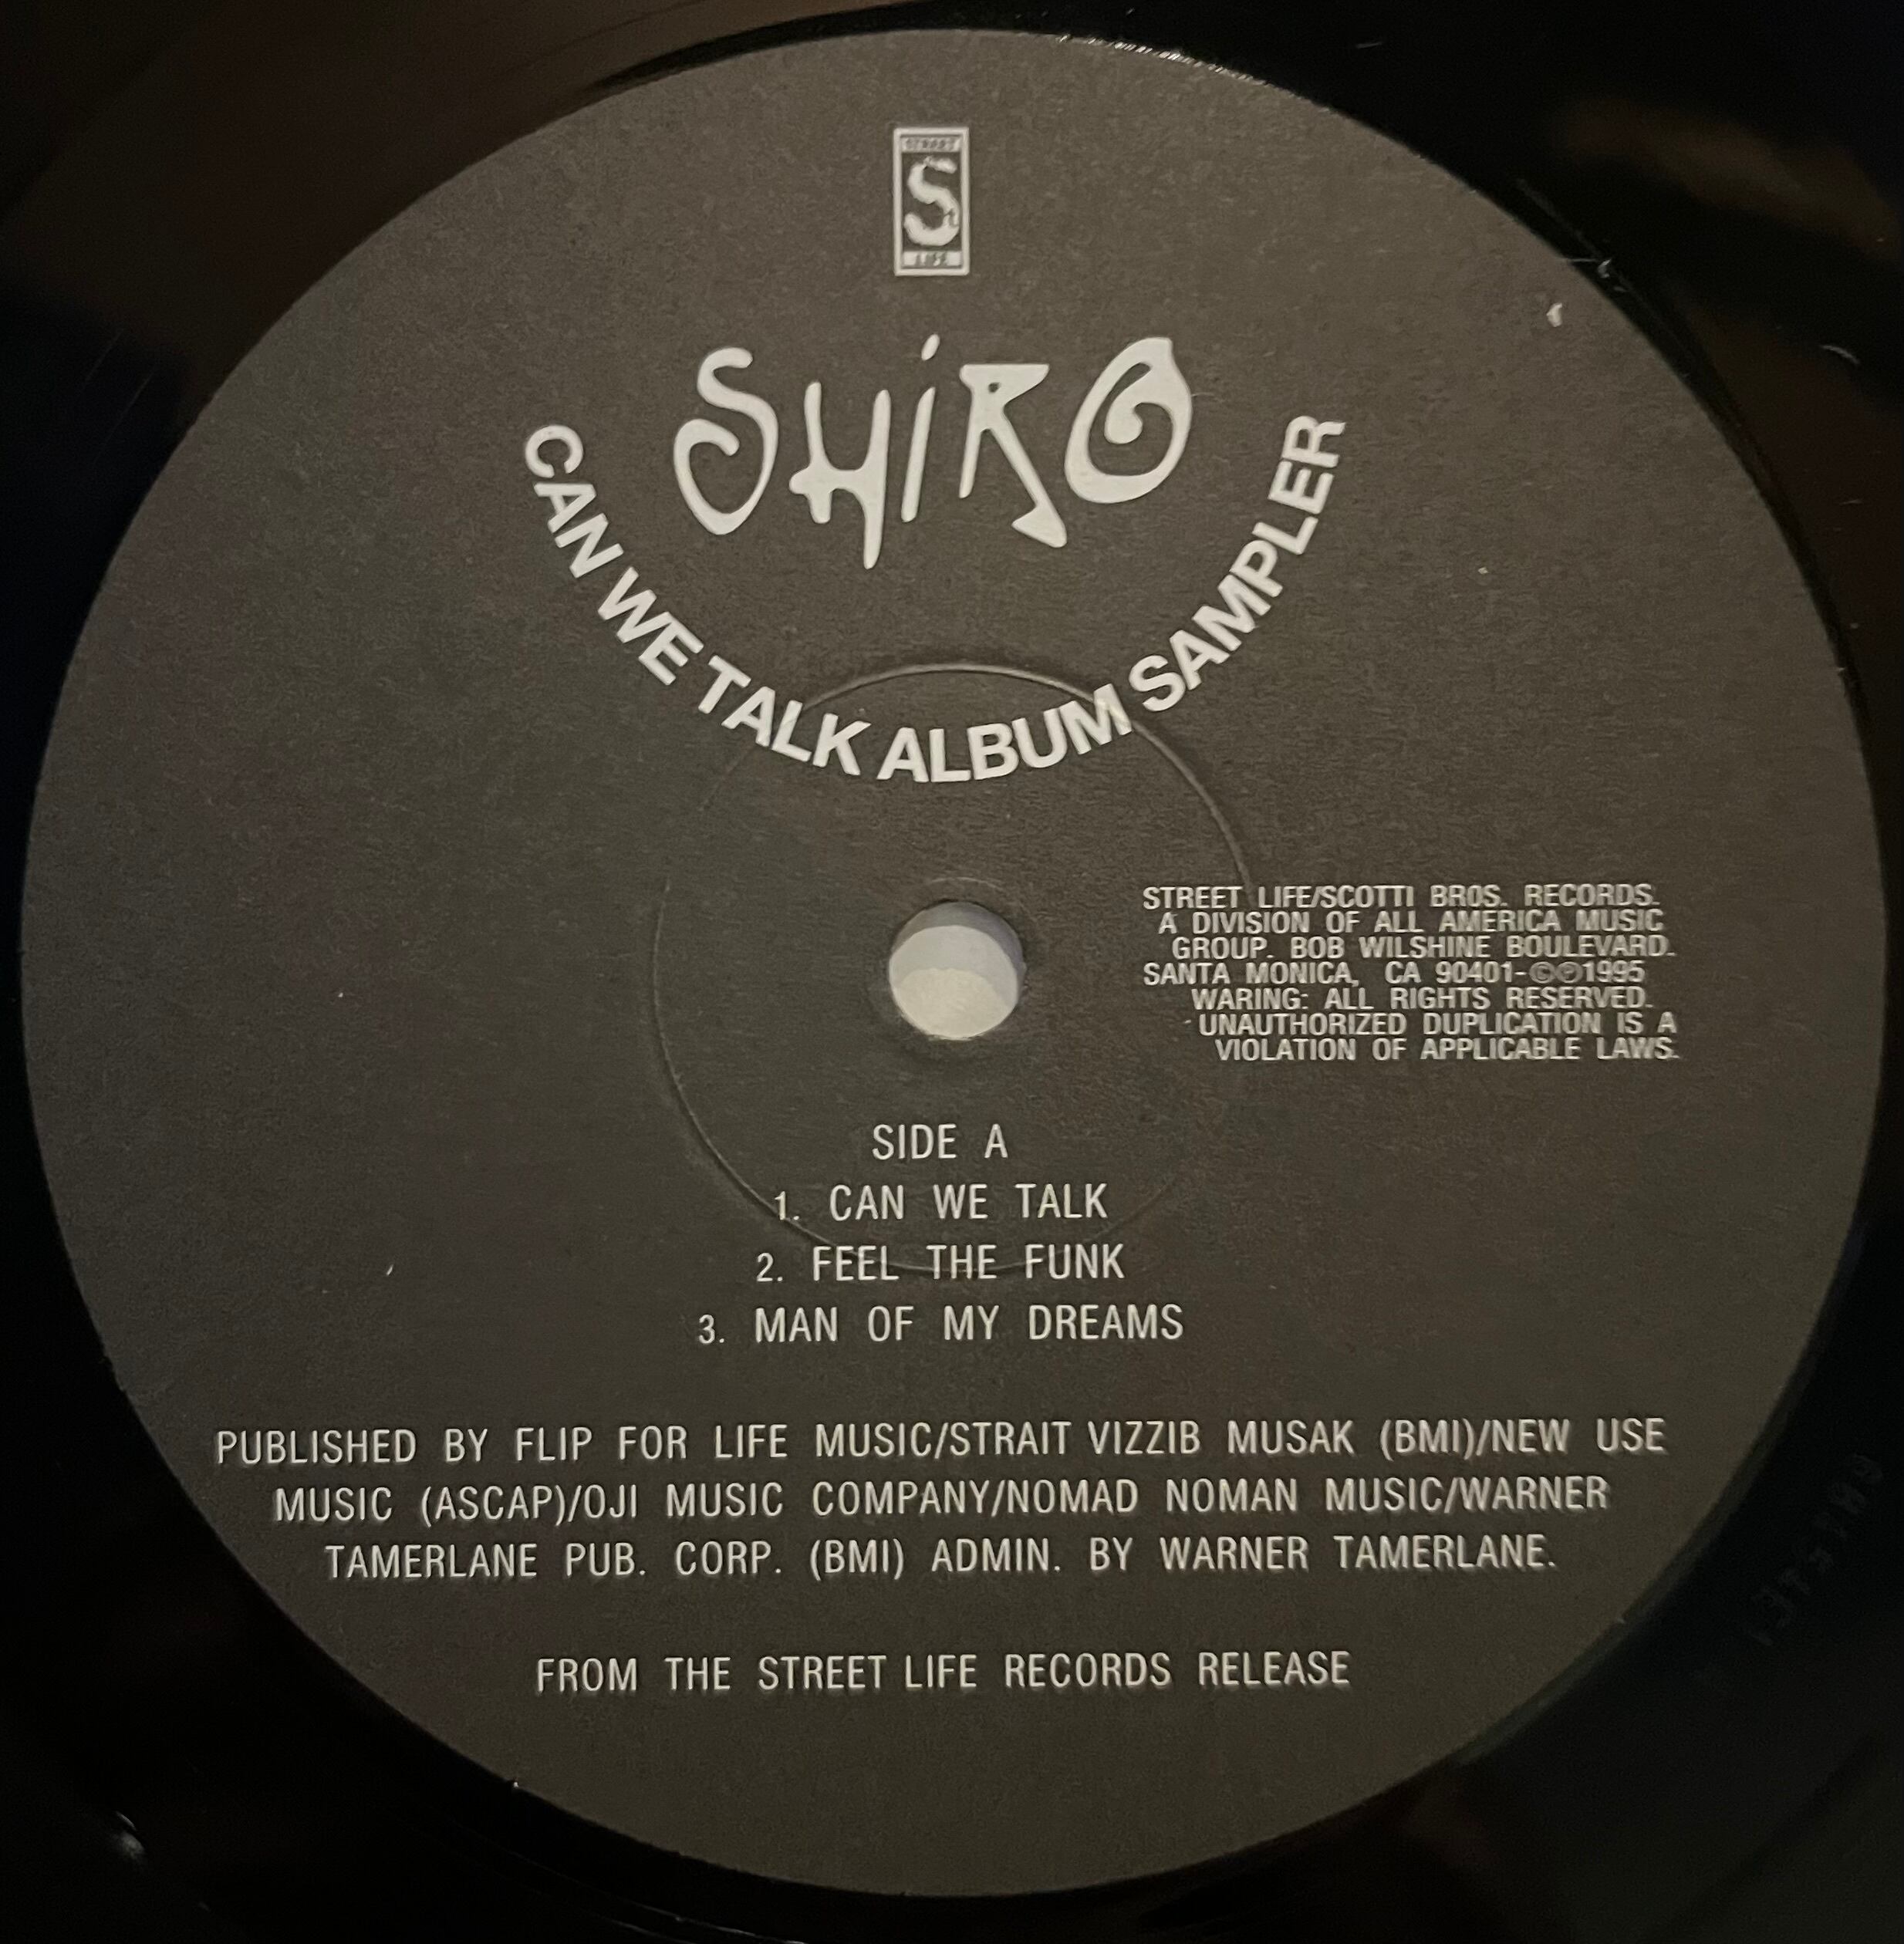 STREET
St
LIFE
SHiRO
CAN WE TALK ALBUM SAMPLER
STREET LIFE/SCOTTI BROS. RECORDS.
A DIVISION OF ALL AMERICA MUSIC
GROUP. BOB WILSHINE BOULEVARD.
SANTA MONICA, CA 90401-©℗1995
WARING: ALL RIGHTS RESERVED.
UNAUTHORIZED DUPLICATION IS A
VIOLATION OF APPLICABLE LAWS.
SIDE A
1. CAN WE TALK
2. FEEL THE FUNK
3. MAN OF MY DREAMS
PUBLISHED BY FLIP FOR LIFE MUSIC/STRAIT VIZZIB MUSAK (BMI)/NEW USE
MUSIC (ASCAP)/OJI MUSIC COMPANY/NOMAD NOMAN MUSIC/WARNER
TAMERLANE PUB. CORP. (BMI) ADMIN. BY WARNER TAMERLANE.
FROM THE STREET LIFE RECORDS RELEASE